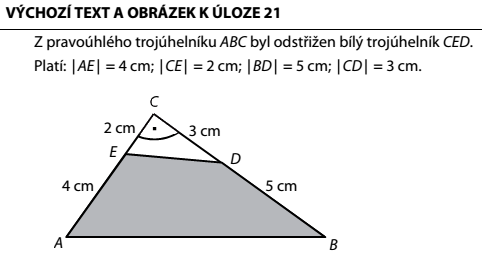 VÝCHOZÍ TEXT A OBRÁZEK K ÚLOZE 21
Z pravoúhlého trojúhelníku ABC byl odstřižen bílý trojúhelník CED.
Platí: |AE| = 4 cm; |CE| = 2 cm; |BD| = 5 cm; |CD| = 3 cm.
C
2 cm
3 cm
E
D
4 cm
5 cm
A
B